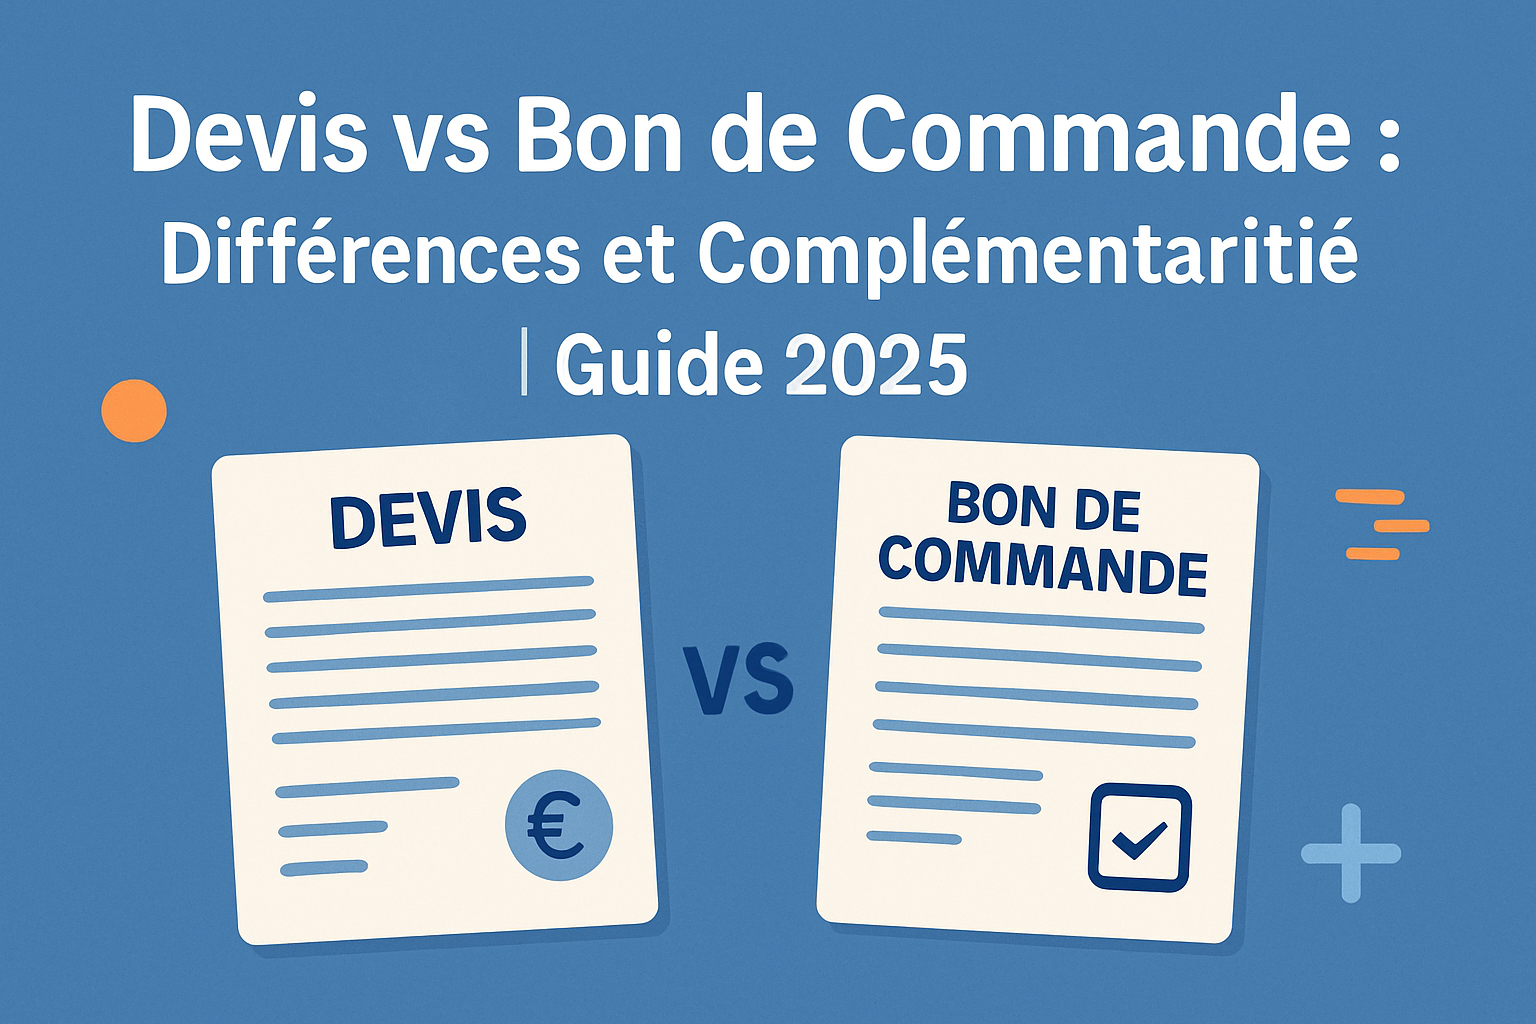 Devis vs Bon de Commande :
Différences et Complémentaritié
| Guide 2025
DEVIS
€
VS
BON DE
COMMANDE